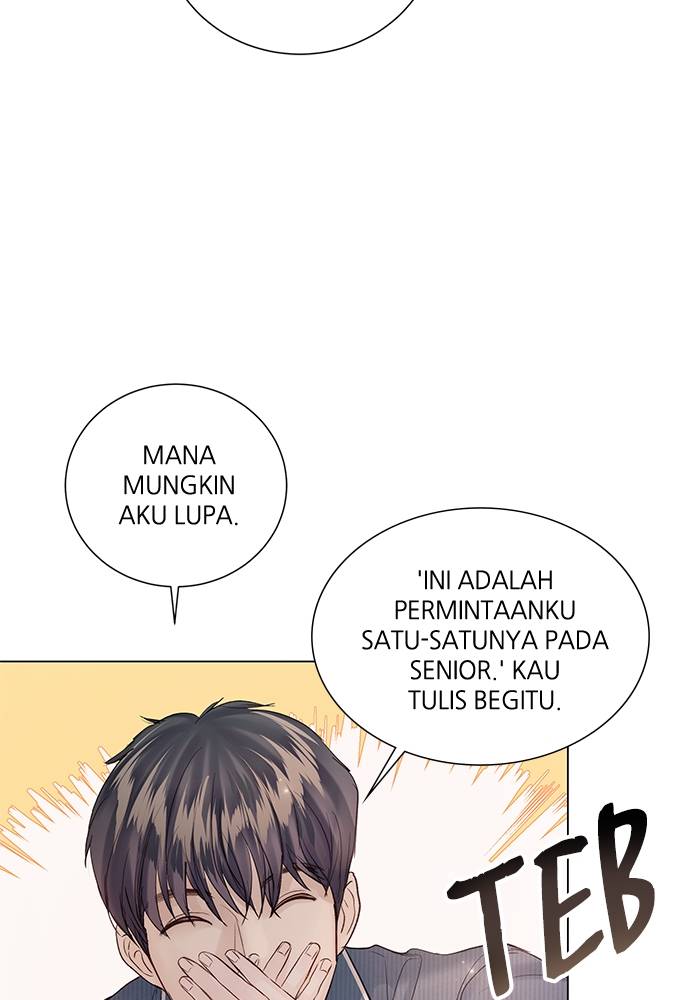 MANA
MUNGKIN
AKU LUPA.
'INI ADALAH
PERMINTAANKU
SATU-SATUNYA PADA
SENIOR.' KAU
TULIS BEGITU.
TEB